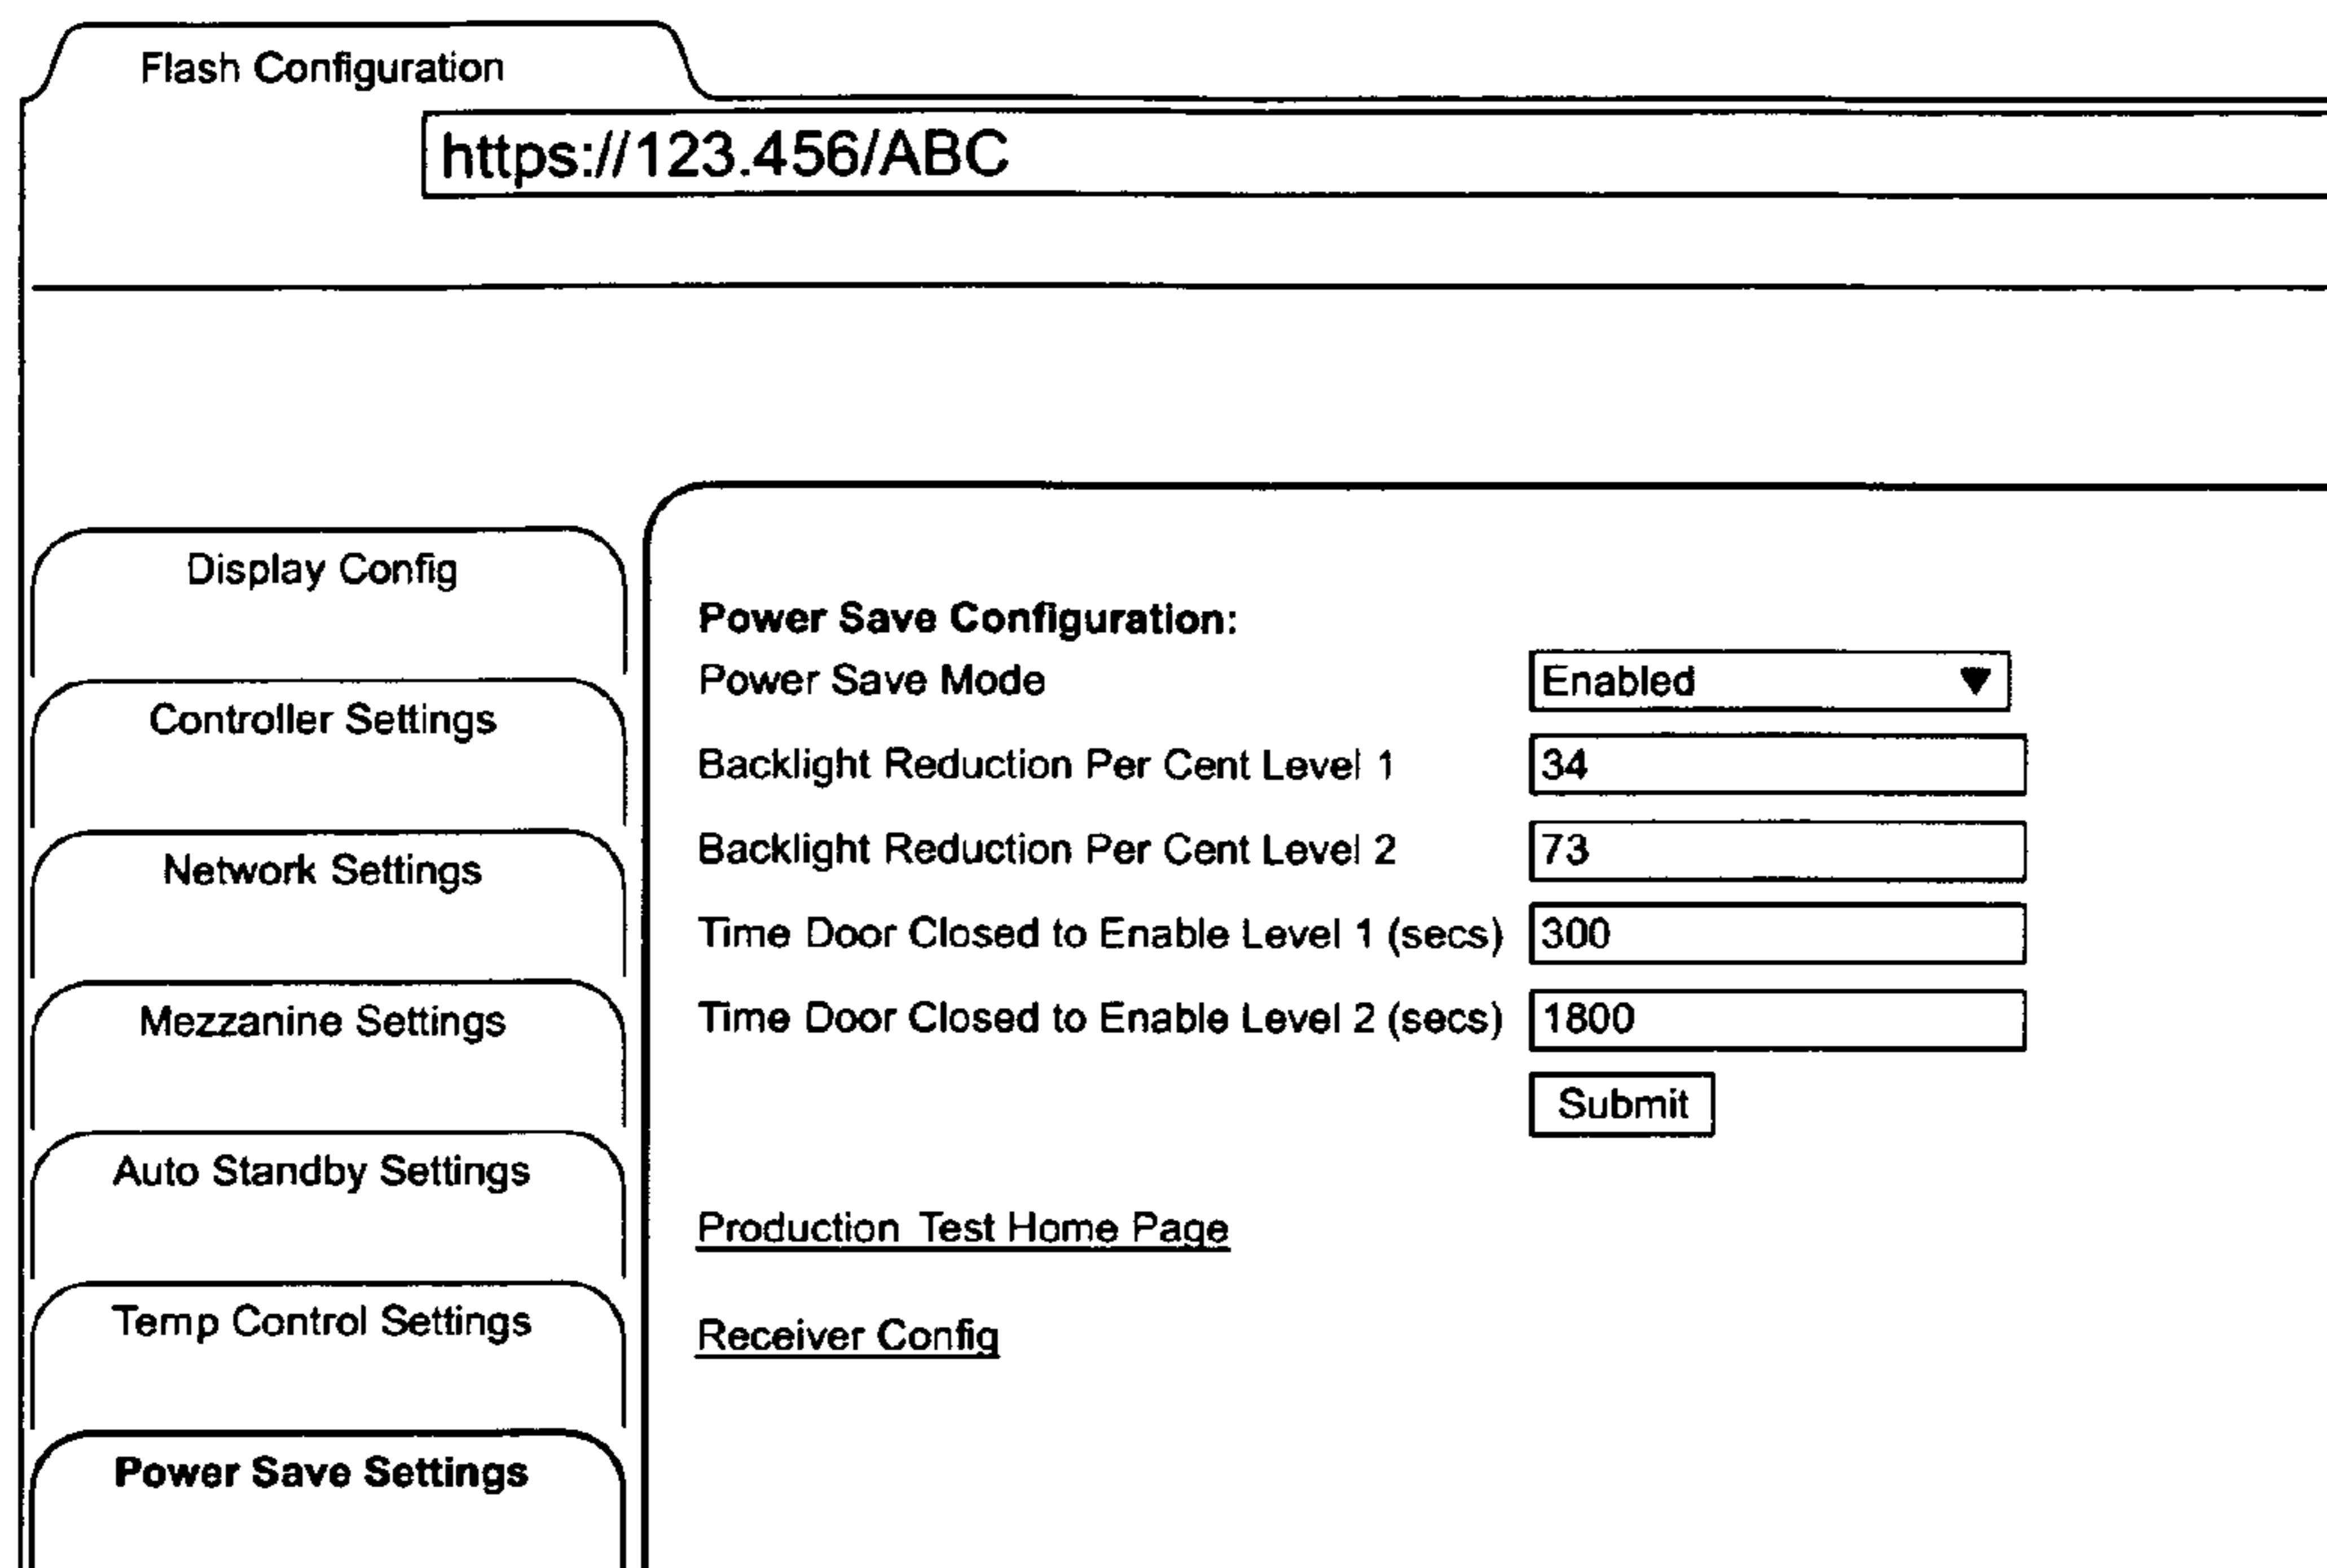 Flash Configuration
https://123.456/ABC
Display Config
Controller Settings
Network Settings
Mezzanine Settings
Auto Standby Settings
Temp Control Settings
Power Save Settings
Power Save Configuration:
Power Save Mode Enabled
Backlight Reduction Per Cent Level 1 34
Backlight Reduction Per Cent Level 2 73
Time Door Closed to Enable Level 1 (secs) 300
Time Door Closed to Enable Level 2 (secs) 1800
Submit
Production Test Home Page
Receiver Config